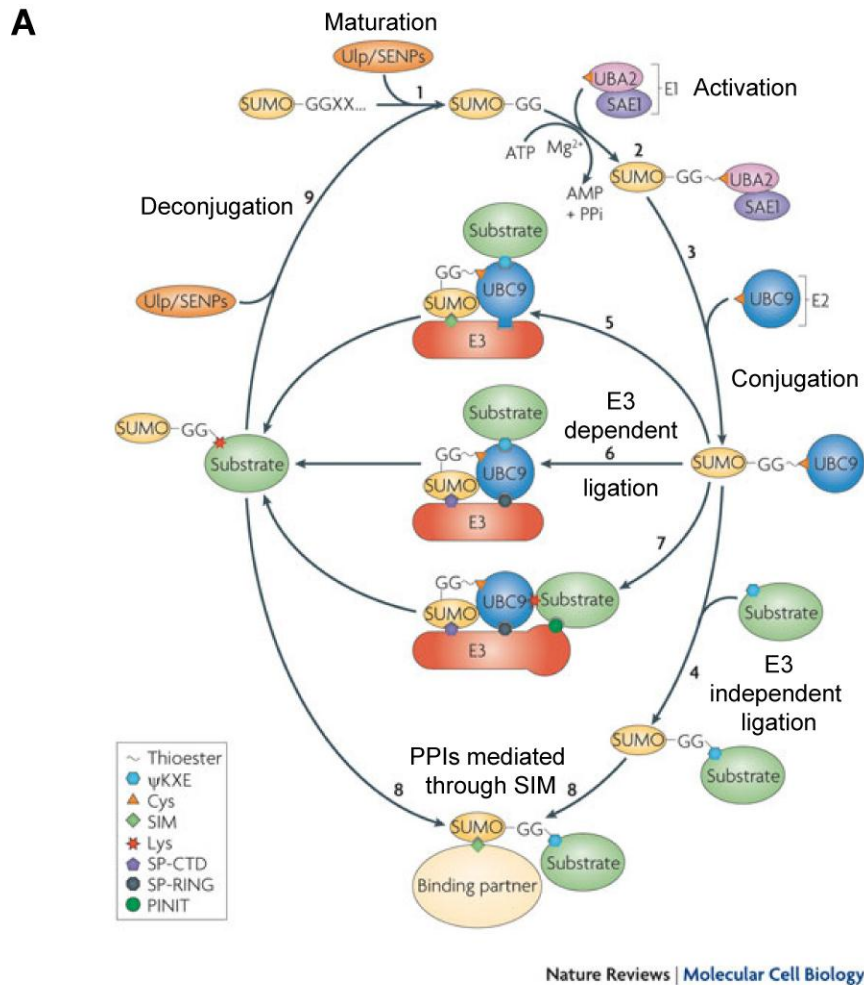 A
Maturation
Ulp/SENPs
SUMO GGXX...
1
SUMO GG
UBA2
SAE1
E1
Activation
ATP
Mg2+
AMP
+ PPi
2
SUMO GG UBA2
SAE1
9
Deconjugation
Ulp/SENPs
3
UBC9
E2
Conjugation
Substrate
GG
SUMO
UBC9
E3
5
E3
dependent
6
ligation
Substrate
GG
SUMO
UBC9
E3
SUMO GG
Substrate
SUMO GG UBC9
7
GG
SUMO
UBC9
Substrate
E3
Substrate
4
E3
independent
ligation
SUMO GG
Substrate
PPIs mediated
through SIM
8
8
SUMO GG
Substrate
Binding partner
Thioester
ψKXE
Cys
SIM
Lys
SP-CTD
SP-RING
PINIT
Nature Reviews | Molecular Cell Biology